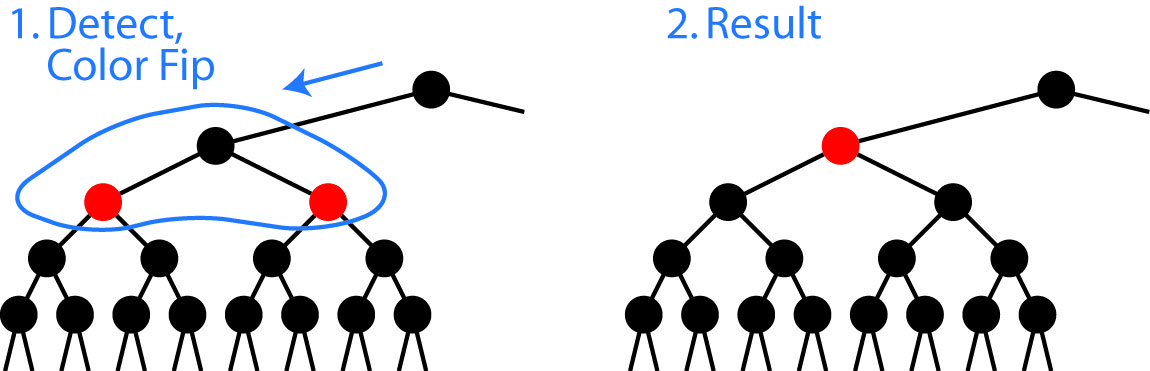 1. Detect,
Color Fip
2. Result